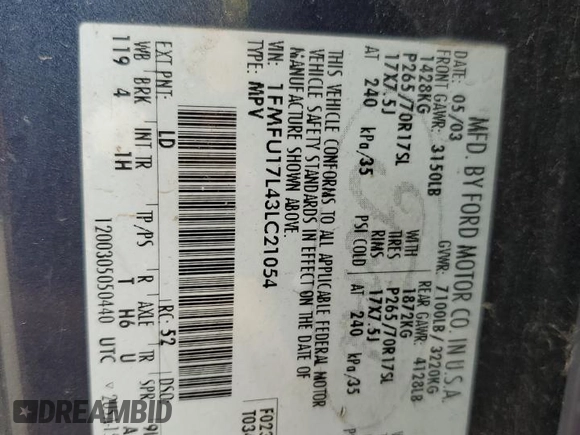 MFD. BY FORD MOTOR CO. IN U.S.A.
DATE: 05/03 GVWR: 7100LB / 3220KG
FRONT GAWR: 3150LB REAR GAWR: 4128LB
1428KG WITH 1872KG
P265/70R17SL TIRES P265/70R17SL
17X7.5J RIMS 17X7.5J
AT 240 kPa/35 PSI COLD AT 240 kPa/35
THIS VEHICLE CONFORMS TO ALL APPLICABLE FEDERAL MOTOR
VEHICLE SAFETY STANDARDS IN EFFECT ON THE DATE OF
MANUFACTURE SHOWN ABOVE.
VIN: 1FMFU17L43LC21054
TYPE: MPV
F023
T034
EXT PNT: LD RC: 52 DSO:
WB BRK INT TR TP/PS R AXLE TR SPR
119 4 1H T H6 U
1200305050440 UTC
DREAMBID